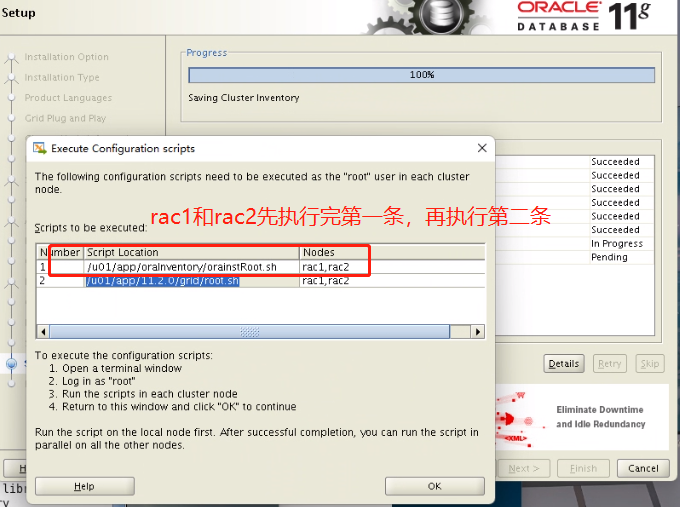 Setup
ORACLE
DATABASE 11g
Installation Option
Installation Type
Product Languages
Grid Plug and Play
Progress
100%
Saving Cluster Inventory
Execute Configuration scripts
The following configuration scripts need to be executed as the "root" user in each cluster
node.
rac1和rac2先执行完第一条，再执行第二条
Scripts to be executed:
Number Script Location Nodes
1 /u01/app/oraInventory/orainstRoot.sh rac1,rac2
2 /u01/app/11.2.0/grid/root.sh rac1,rac2
To execute the configuration scripts:
1. Open a terminal window
2. Log in as "root"
3. Run the scripts in each cluster node
4. Return to this window and click "OK" to continue
Run the script on the local node first. After successful completion, you can run the script in
parallel on all the other nodes.
Help
OK
Succeeded
Succeeded
Succeeded
Succeeded
Succeeded
Succeeded
In Progress
Pending
Details
Retry
Skip
Eliminate Downtime
and Idle Redundancy
<XML>
Next >
Finish
Cancel